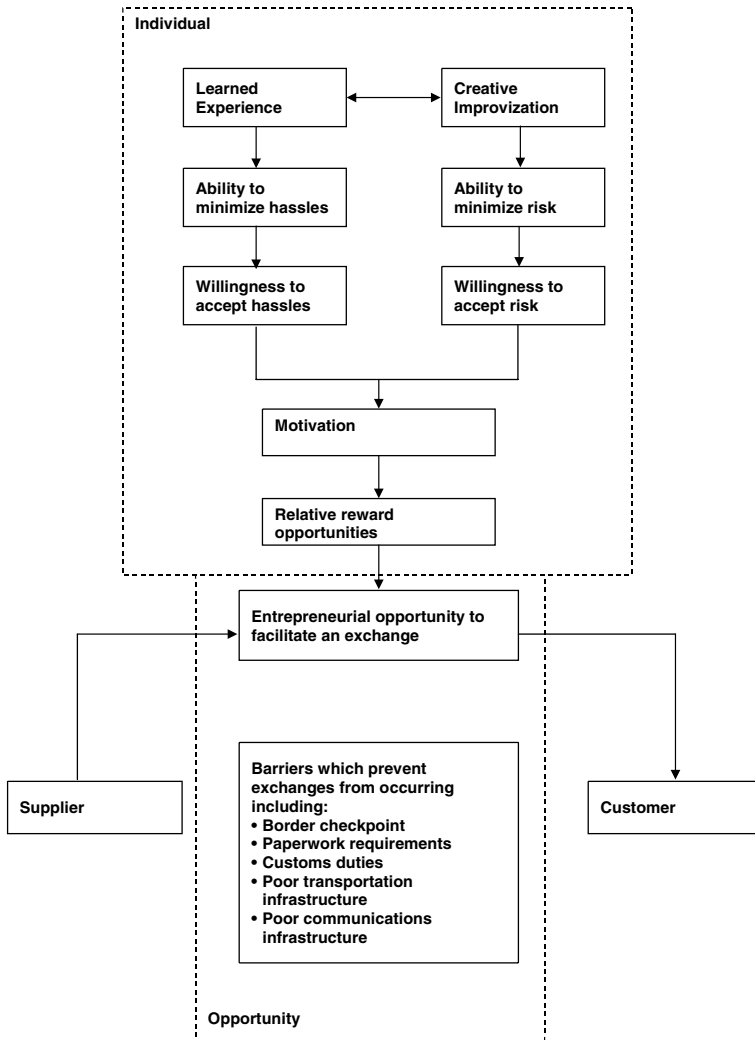 Individual
Learned
Experience
Creative
Improvization
Ability to
minimize hassles
Ability to
minimize risk
Willingness to
accept hassles
Willingness to
accept risk
Motivation
Relative reward
opportunities
Entrepreneurial opportunity to
facilitate an exchange
Supplier
Barriers which prevent
exchanges from occurring
including:
• Border checkpoint
• Paperwork requirements
• Customs duties
• Poor transportation
infrastructure
• Poor communications
infrastructure
Customer
Opportunity